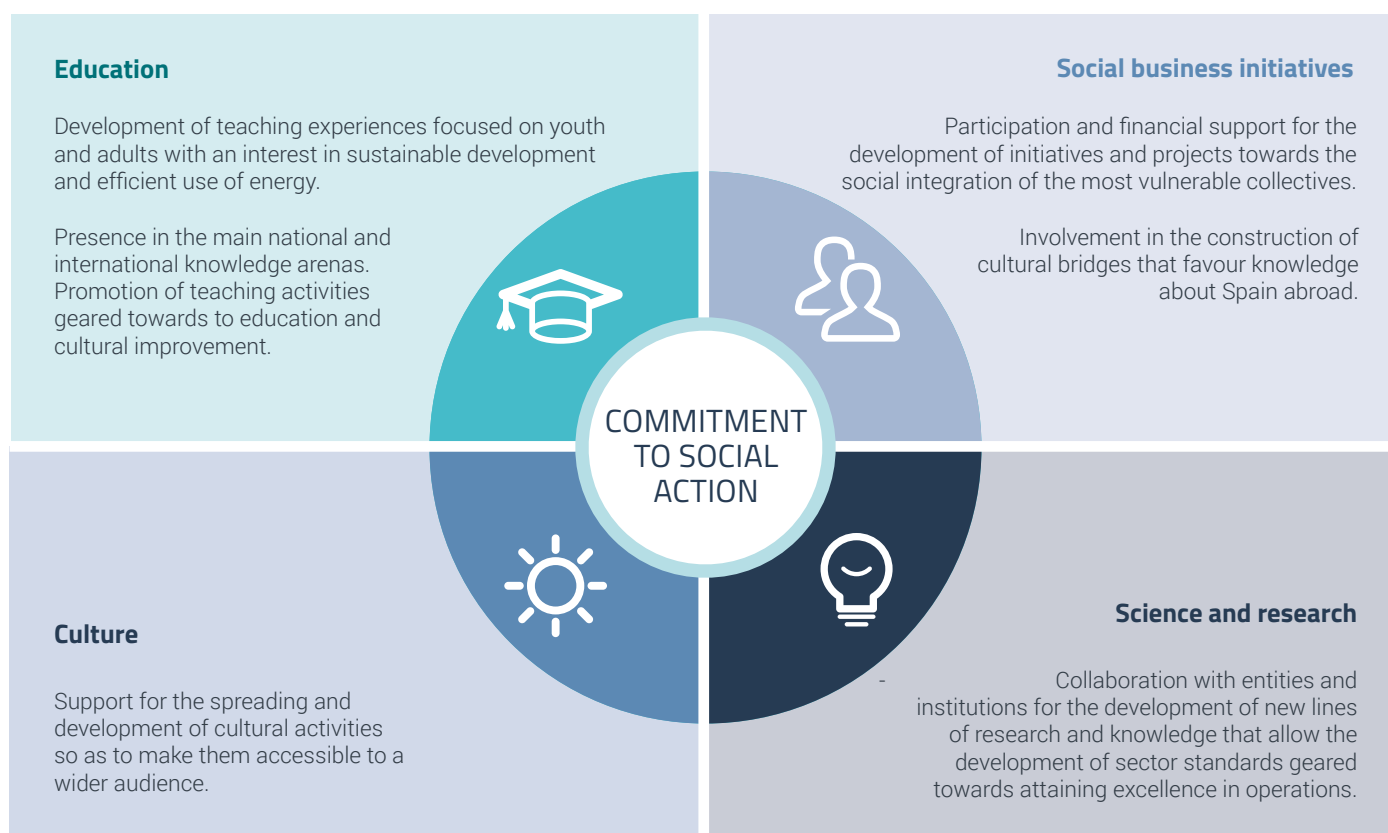 Education
Development of teaching experiences focused on youth
and adults with an interest in sustainable development
and efficient use of energy.
Presence in the main national and
international knowledge arenas.
Promotion of teaching activities
geared towards to education and
cultural improvement.
Social business initiatives
Participation and financial support for the
development of initiatives and projects towards the
social integration of the most vulnerable collectives.
Involvement in the construction of
cultural bridges that favour knowledge
about Spain abroad.
COMMITMENT
TO SOCIAL
ACTION
Culture
Support for the spreading and
development of cultural activities
so as to make them accessible to a
wider audience.
Science and research
- Collaboration with entities and
institutions for the development of new lines
of research and knowledge that allow the
development of sector standards geared
towards attaining excellence in operations.